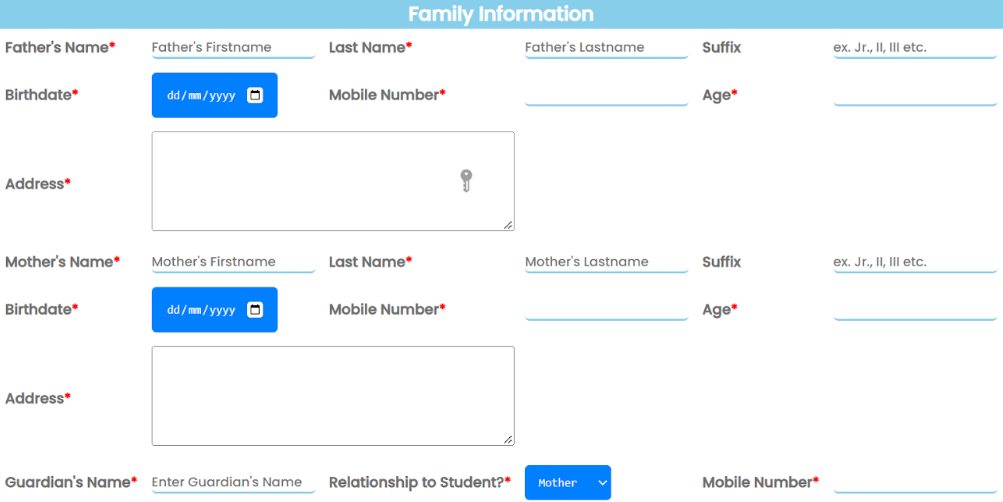 Family Information
Father's Name* Father's Firstname Last Name* Father's Lastname Suffix ex. Jr., II, III etc.
Birthdate* dd/mm/yyyy Mobile Number* Age*
Address*
Mother's Name* Mother's Firstname Last Name* Mother's Lastname Suffix ex. Jr., II, III etc.
Birthdate* dd/mm/yyyy Mobile Number* Age*
Address*
Guardian's Name* Enter Guardian's Name Relationship to Student?* Mother Mobile Number*